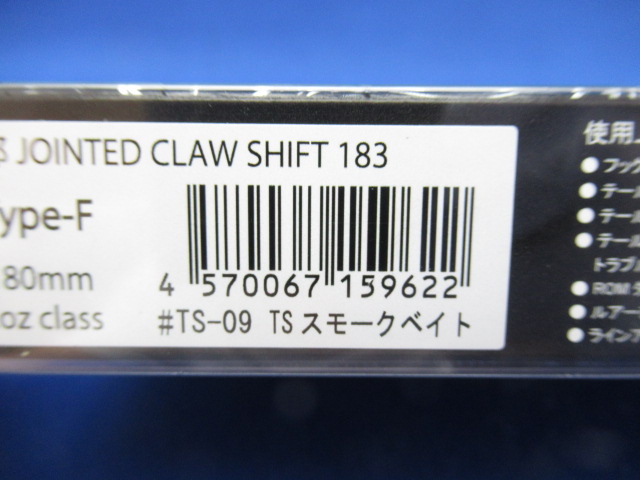 JOINTED CLAW SHIFT 183
ype-F
80mm
oz class
4 570067 159622
#TS-09 TSスモークベイト
使用上
●フック
●テール
●テール
●テール
トラブル
●ROM
●ルアー
●ライン